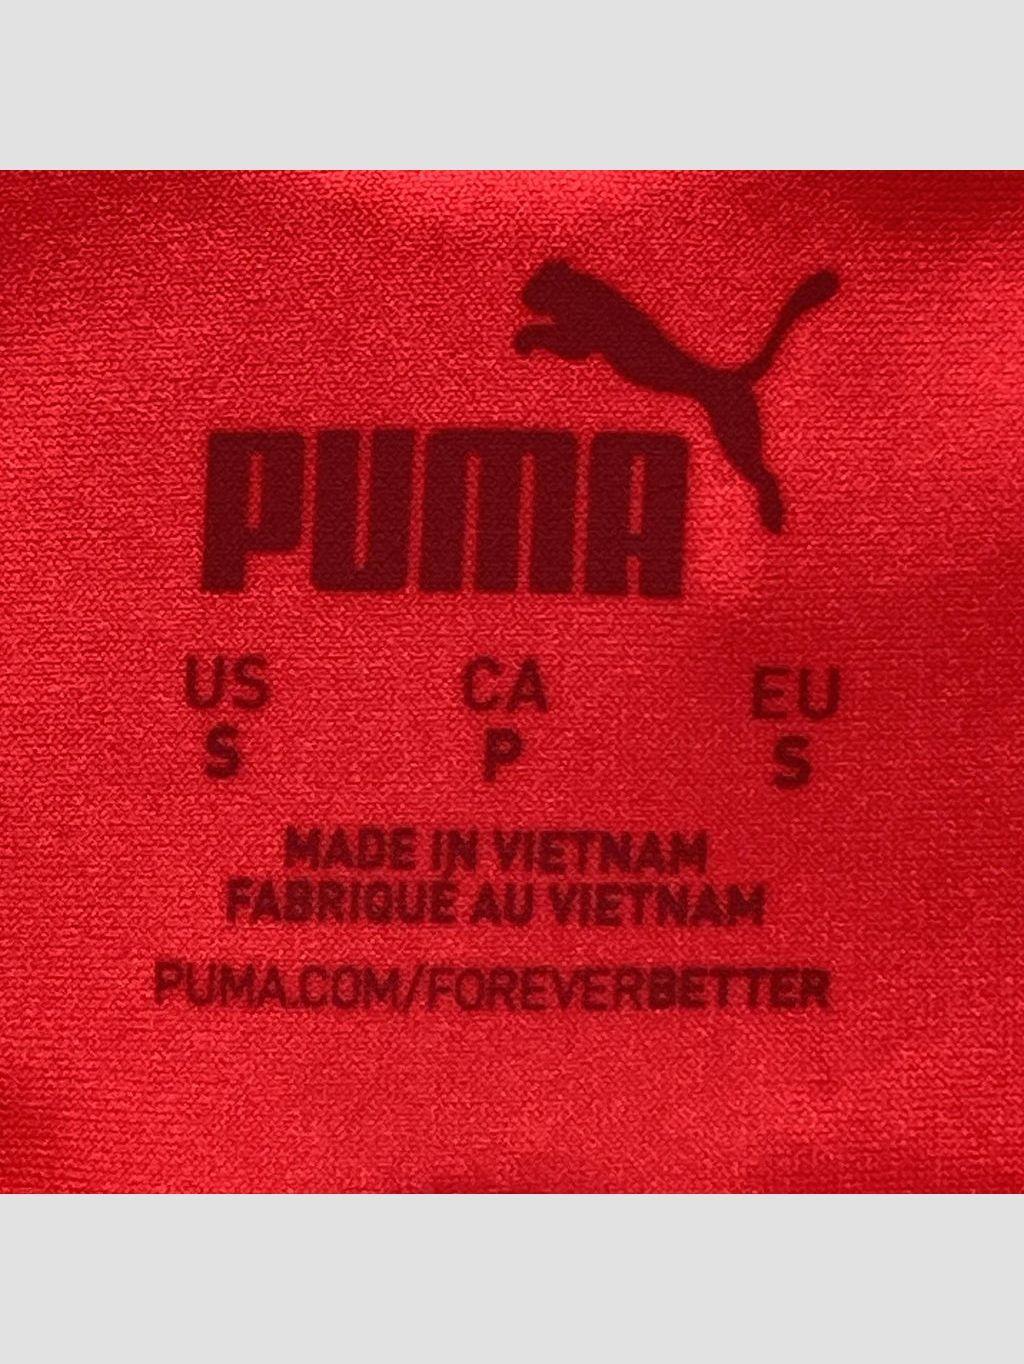 PUMA
US CA EU
S P S
MADE IN VIETNAM
FABRIQUÉ AU VIETNAM
PUMA.COM/FOREVERBETTER